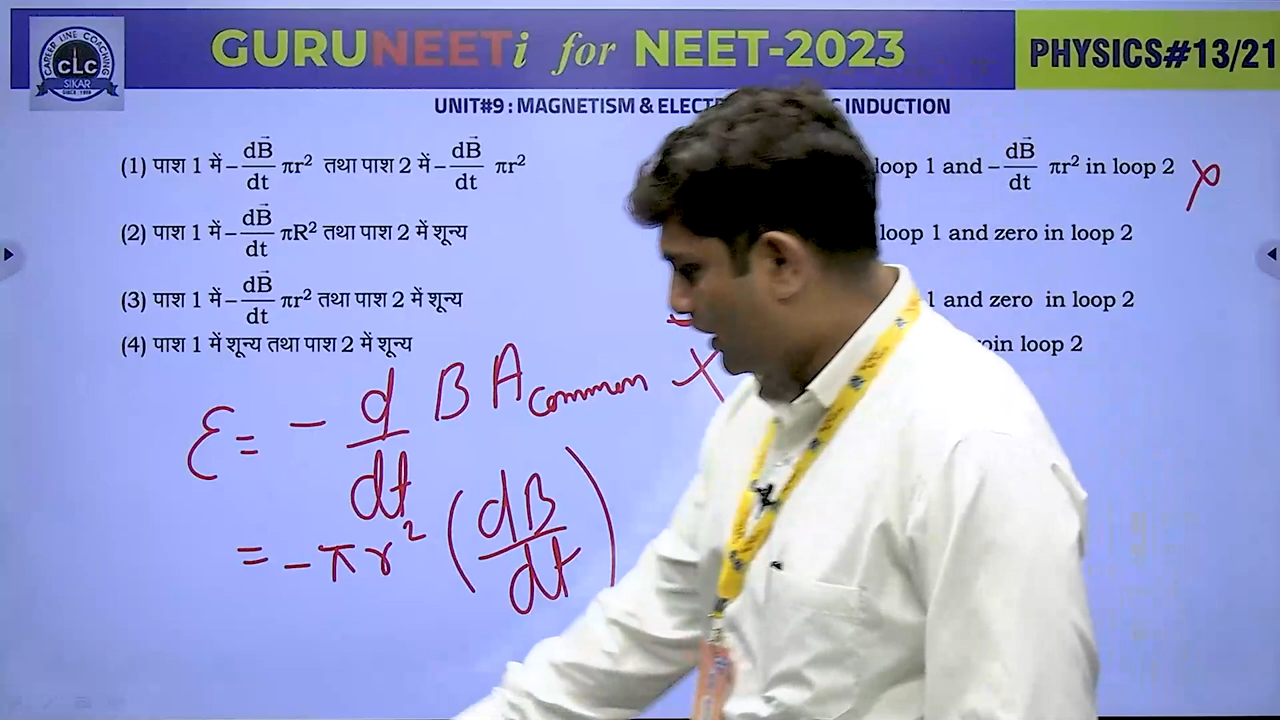 CAREER LINE COACHING
CLC
SIKAR
SINCE 1996
GURUNEETi for NEET-2023
PHYSICS#13/21
UNIT#9 : MAGNETISM & INDUCTION
(1) पाश 1 में -dB⃗/dt πr² तथा पाश 2 में -dB⃗/dt πr²
loop 1 and -dB⃗/dt πr² in loop 2
(2) पाश 1 में -dB⃗/dt πR² तथा पाश 2 में शून्य
loop 1 and zero in loop 2
(3) पाश 1 में -dB⃗/dt πr² तथा पाश 2 में शून्य
1 and zero in loop 2
(4) पाश 1 में शून्य तथा पाश 2 में शून्य
in loop 2
ε = - d/dt B A common
= -πr² (dB/dt)